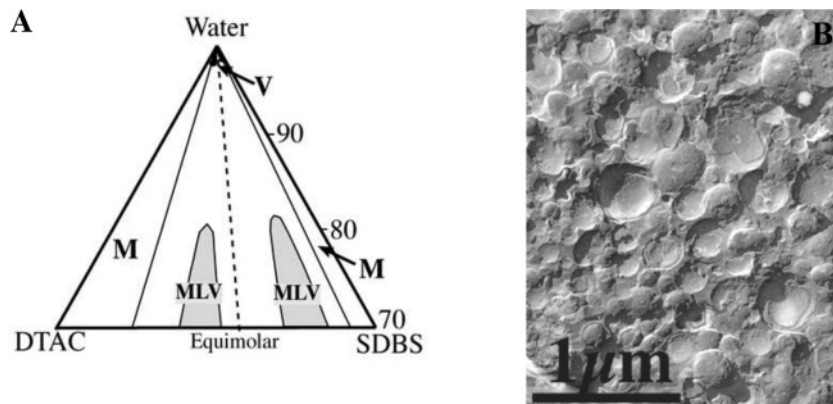 A
Water
V
90
80
M
M
MLV
MLV
70
DTAC
Equimolar
SDBS
B
1μm